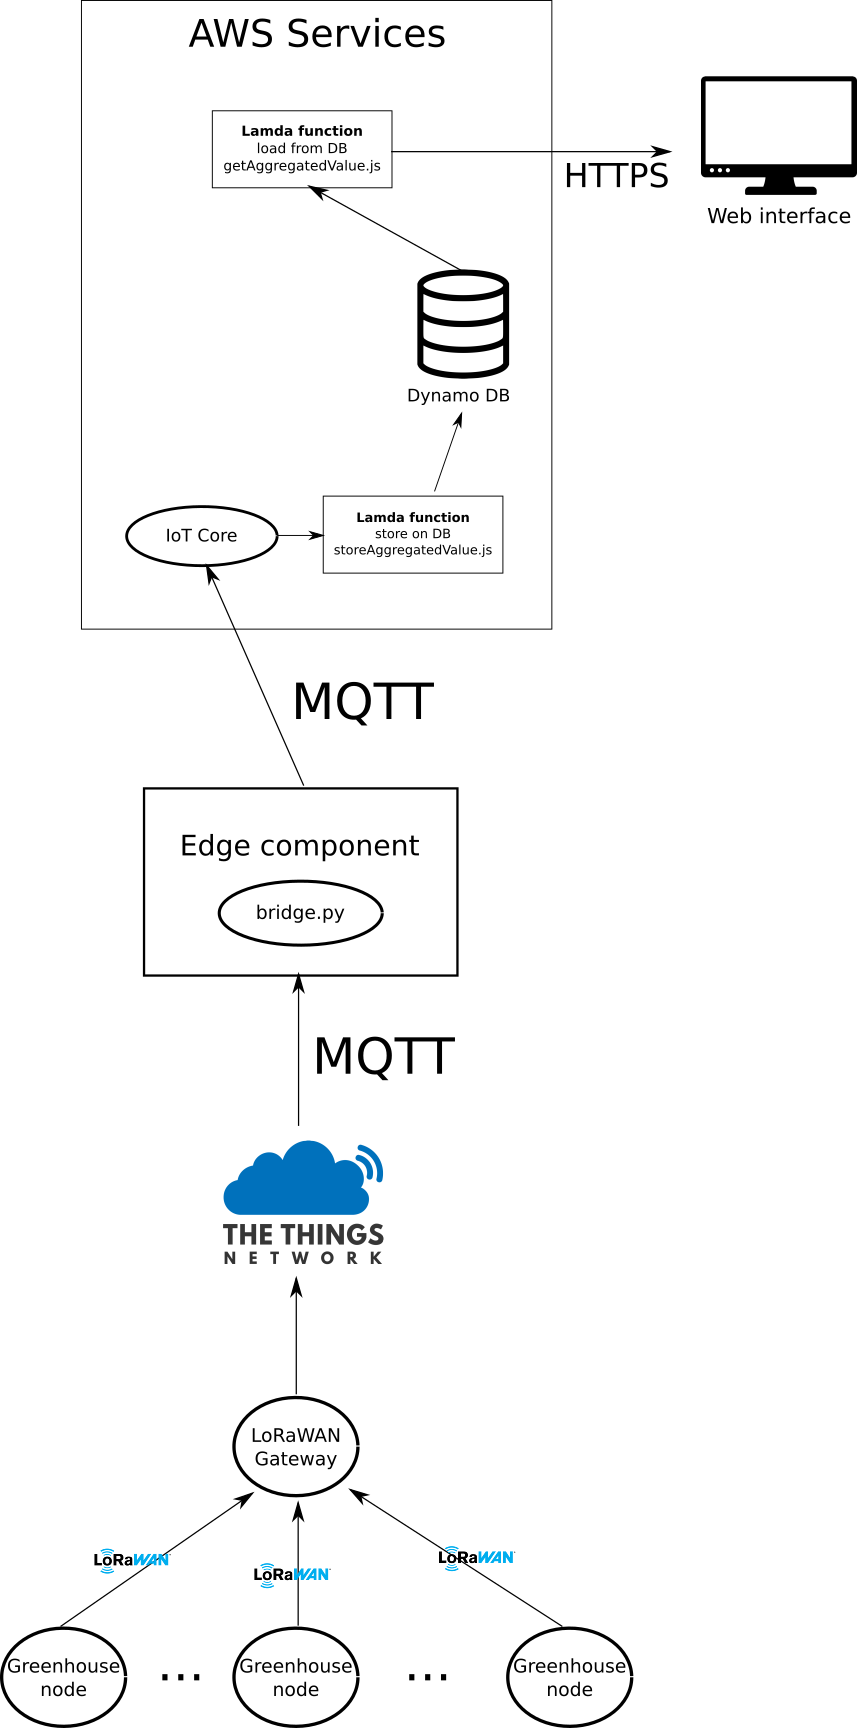 AWS Services
Lamda function
load from DB
getAggregatedValue.js
HTTPS
Web interface
Dynamo DB
IoT Core
Lamda function
store on DB
storeAggregatedValue.js
MQTT
Edge component
bridge.py
MQTT
THE THINGS
NETWORK
LoRaWAN
Gateway
LoRaWAN
LoRaWAN
LoRaWAN
Greenhouse
node
...
Greenhouse
node
...
Greenhouse
node